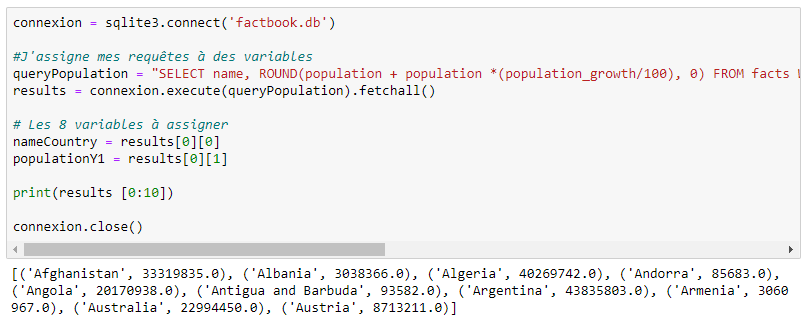 connexion = sqlite3.connect('factbook.db')
#J'assigne mes requêtes à des variables
queryPopulation = "SELECT name, ROUND(population + population *(population_growth/100), 0) FROM facts
results = connexion.execute(queryPopulation).fetchall()
# Les 8 variables à assigner
nameCountry = results[0][0]
populationY1 = results[0][1]
print(results [0:10])
connexion.close()
[('Afghanistan', 33319835.0), ('Albania', 3038366.0), ('Algeria', 40269742.0), ('Andorra', 85683.0),
('Angola', 20170938.0), ('Antigua and Barbuda', 93582.0), ('Argentina', 43835803.0), ('Armenia', 3060
967.0), ('Australia', 22994450.0), ('Austria', 8713211.0)]